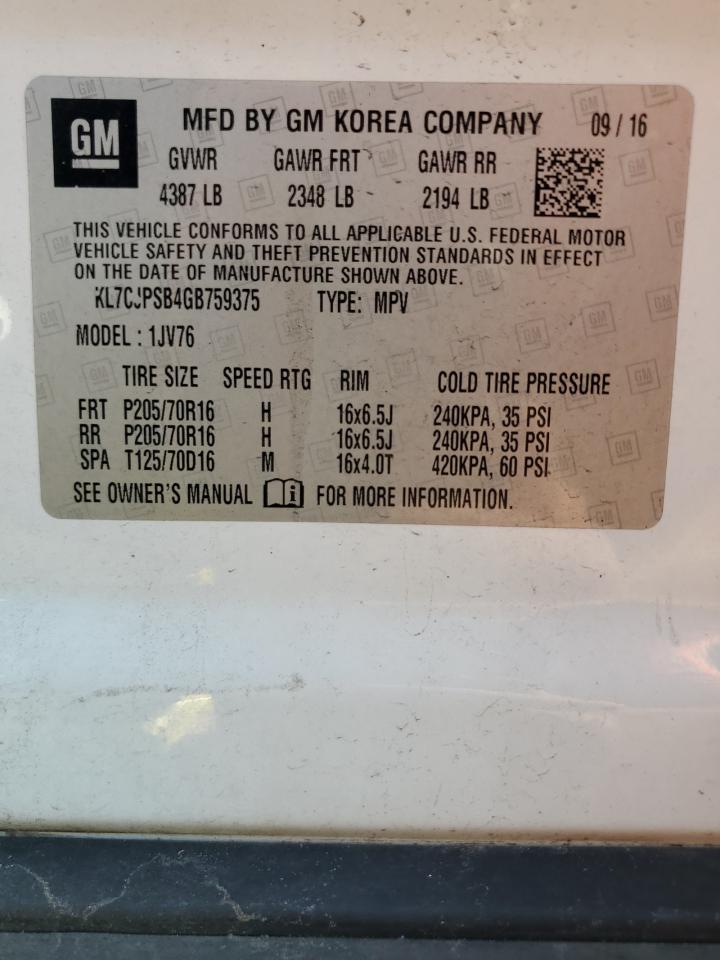 GM
MFD BY GM KOREA COMPANY 09 / 16
GVWR GAWR FRT GAWR RR
4387 LB 2348 LB 2194 LB
THIS VEHICLE CONFORMS TO ALL APPLICABLE U.S. FEDERAL MOTOR
VEHICLE SAFETY AND THEFT PREVENTION STANDARDS IN EFFECT
ON THE DATE OF MANUFACTURE SHOWN ABOVE.
KL7CJPSB4GB759375 TYPE: MPV
MODEL : 1JV76
TIRE SIZE SPEED RTG RIM COLD TIRE PRESSURE
FRT P205/70R16 H 16x6.5J 240KPA, 35 PSI
RR P205/70R16 H 16x6.5J 240KPA, 35 PSI
SPA T125/70D16 M 16x4.0T 420KPA, 60 PSI
SEE OWNER'S MANUAL FOR MORE INFORMATION.